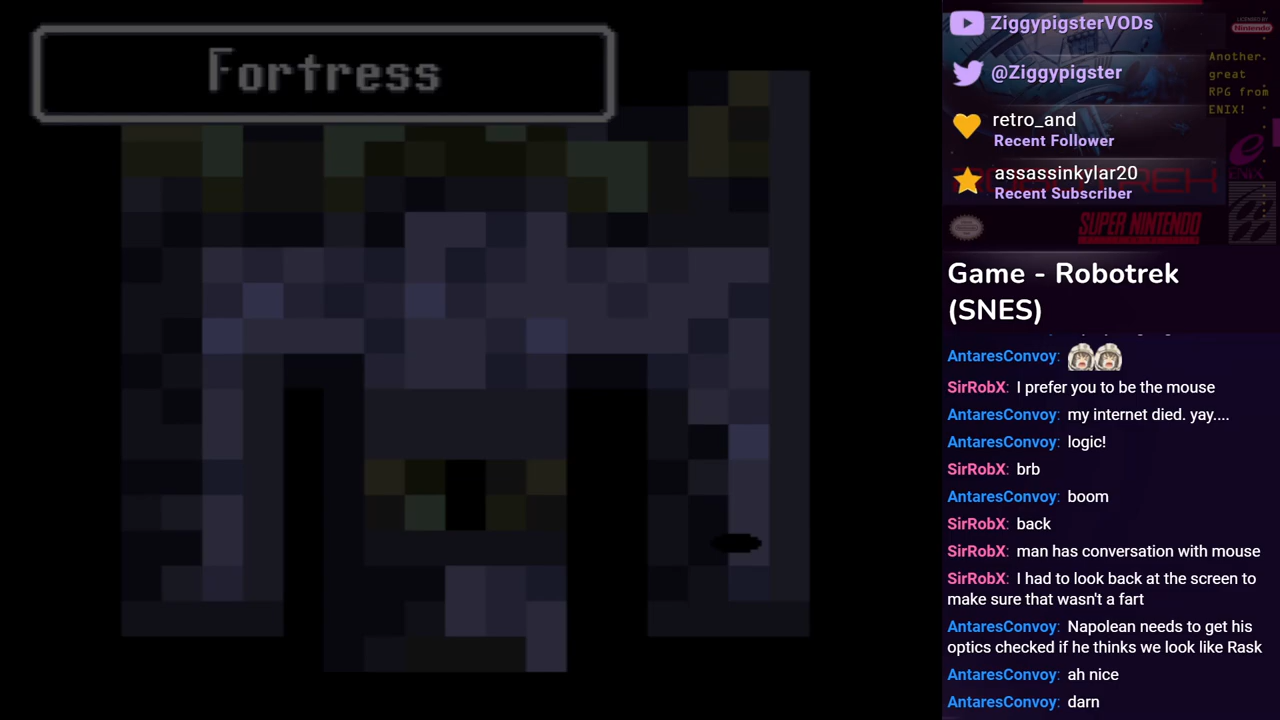 Fortress
ZiggypigsterVODs
@Ziggypigster
retro_and
Recent Follower
assassinkylar20
Recent Subscriber
LICENSED BY
Nintendo
Another
great
RPG from
ENIX!
ENIX
SUPER NINTENDO
Game - Robotrek
(SNES)
AntaresConvoy:
SirRobX: I prefer you to be the mouse
AntaresConvoy: my internet died. yay....
AntaresConvoy: logic!
SirRobX: brb
AntaresConvoy: boom
SirRobX: back
SirRobX: man has conversation with mouse
SirRobX: I had to look back at the screen to
make sure that wasn't a fart
AntaresConvoy: Napolean needs to get his
optics checked if he thinks we look like Rask
AntaresConvoy: ah nice
AntaresConvoy: darn